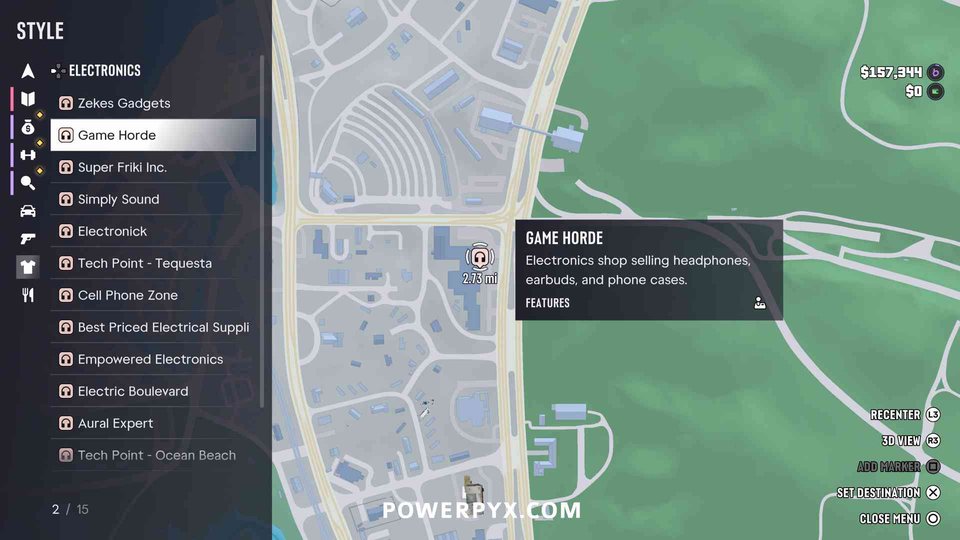 STYLE
ELECTRONICS
Zekes Gadgets
Game Horde
Super Friki Inc.
Simply Sound
Electronick
Tech Point - Tequesta
Cell Phone Zone
Best Priced Electrical Suppli
Empowered Electronics
Electric Boulevard
Aural Expert
Tech Point - Ocean Beach
2 / 15
$157,344
$0
2.73 mi
GAME HORDE
Electronics shop selling headphones,
earbuds, and phone cases.
FEATURES
RECENTER L3
3D VIEW R3
ADD MARKER
SET DESTINATION
CLOSE MENU
POWERPYX.COM